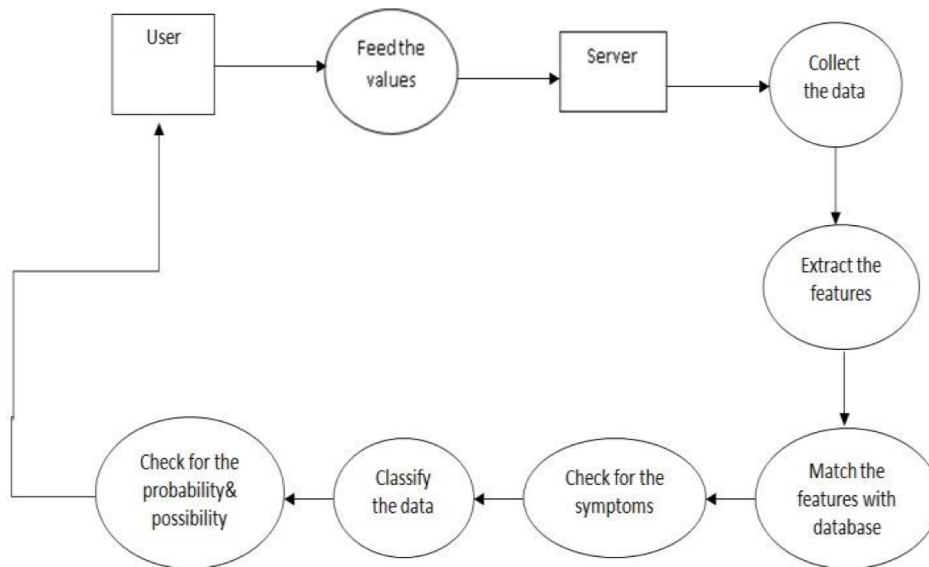 User
Feed the
values
Server
Collect
the data
Extract the
features
Match the
features with
database
Check for the
symptoms
Classify
the data
Check for the
probability&
possibility